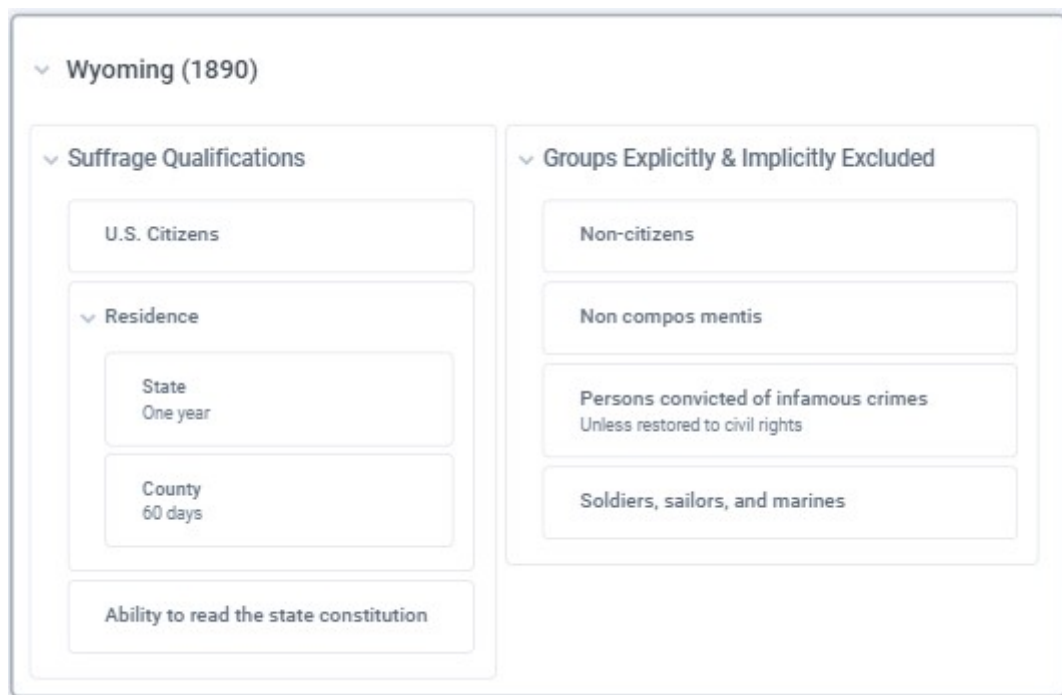 Wyoming (1890)
Suffrage Qualifications
U.S. Citizens
Residence
State
One year
County
60 days
Ability to read the state constitution
Groups Explicitly & Implicitly Excluded
Non-citizens
Non compos mentis
Persons convicted of infamous crimes
Unless restored to civil rights
Soldiers, sailors, and marines